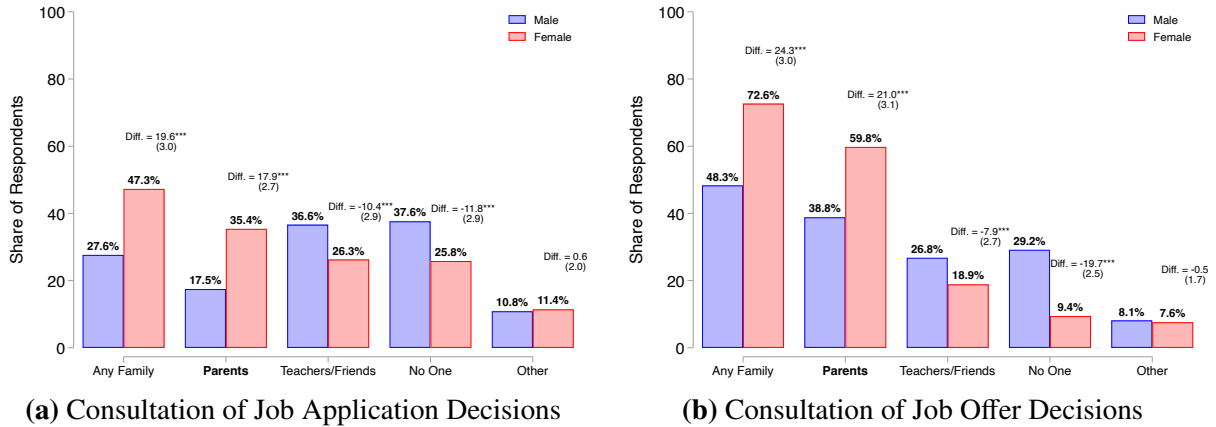 100
80
60
40
20
0
Share of Respondents
Male
Female
Diff. = 19.6***
(3.0)
47.3%
27.6%
Diff. = 17.9***
(2.7)
35.4%
17.5%
Diff. = -10.4***
(2.9)
36.6%
26.3%
Diff. = -11.8***
(2.9)
37.6%
25.8%
Diff. = 0.6
(2.0)
10.8%
11.4%
Any Family
Parents
Teachers/Friends
No One
Other
(a) Consultation of Job Application Decisions
100
80
60
40
20
0
Share of Respondents
Male
Female
Diff. = 24.3***
(3.0)
72.6%
48.3%
Diff. = 21.0***
(3.1)
59.8%
38.8%
Diff. = -7.9***
(2.7)
26.8%
18.9%
29.2%
Diff. = -19.7***
(2.5)
9.4%
Diff. = -0.5
(1.7)
8.1%
7.6%
Any Family
Parents
Teachers/Friends
No One
Other
(b) Consultation of Job Offer Decisions